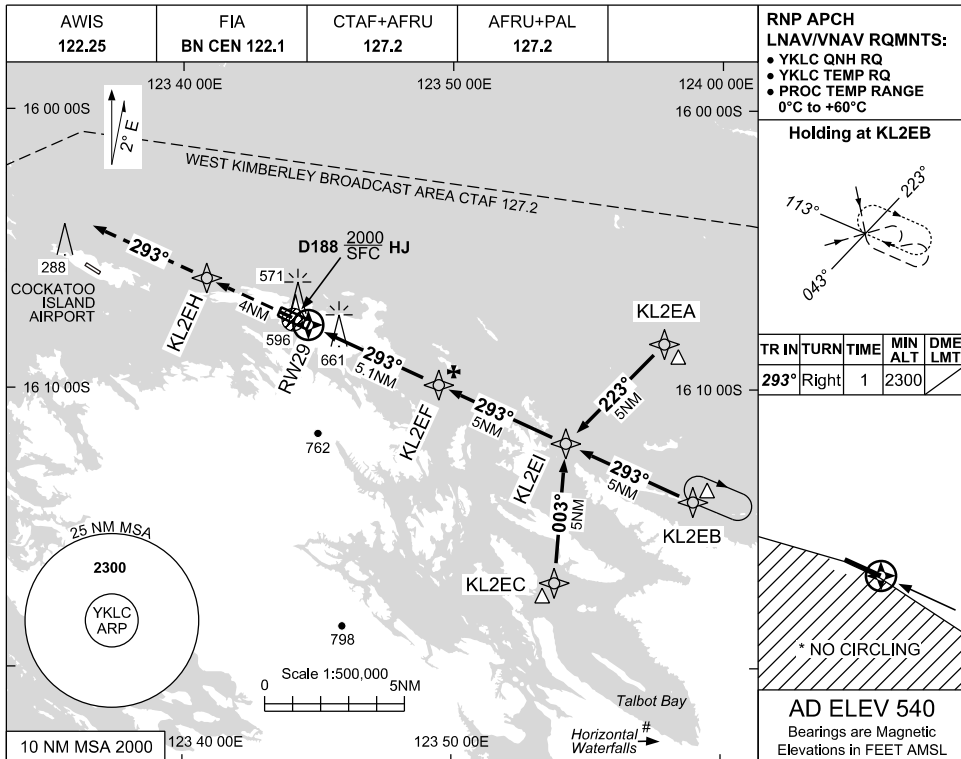 AWIS
122.25
FIA
BN CEN 122.1
CTAF+AFRU
127.2
AFRU+PAL
127.2
RNP APCH
LNAV/VNAV RQMNTS:
• YKLC QNH RQ
• YKLC TEMP RQ
• PROC TEMP RANGE
0°C to +60°C
123 40 00E
123 50 00E
124 00 00E
16 00 00S
16 00 00S
2° E
WEST KIMBERLEY BROADCAST AREA CTAF 127.2
Holding at KL2EB
223°
113°
043°
D188 2000 HJ
SFC
293°
288
COCKATOO
ISLAND
AIRPORT
KL2EH
4NM
571
596
661
RW29
293°
5.1NM
KL2EA
223°
5NM
TR IN TURN TIME MIN ALT DME LMT
293° Right 1 2300
16 10 00S
16 10 00S
KL2EF
293°
5NM
KL2EI
293°
5NM
KL2EB
762
003°
5NM
KL2EC
25 NM MSA
2300
YKLC
ARP
798
* NO CIRCLING
Scale 1:500,000
0 5NM
Talbot Bay
#
Horizontal
Waterfalls
10 NM MSA 2000
123 40 00E
123 50 00E
AD ELEV 540
Bearings are Magnetic
Elevations in FEET AMSL